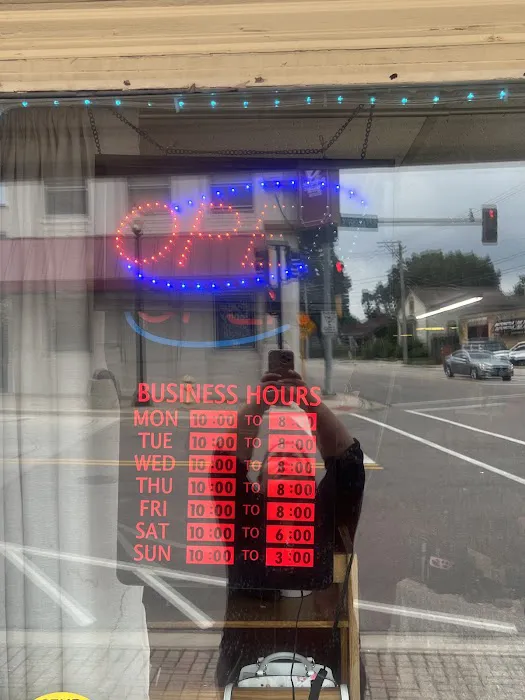 OP
BUSINESS HOURS
MON 10:00 TO 8
TUE 10:00 TO 8:00
WED 10:00 TO 8:00
THU 10:00 TO 8:00
FRI 10:00 TO 8:00
SAT 10:00 TO 6:00
SUN 10:00 TO 3:00